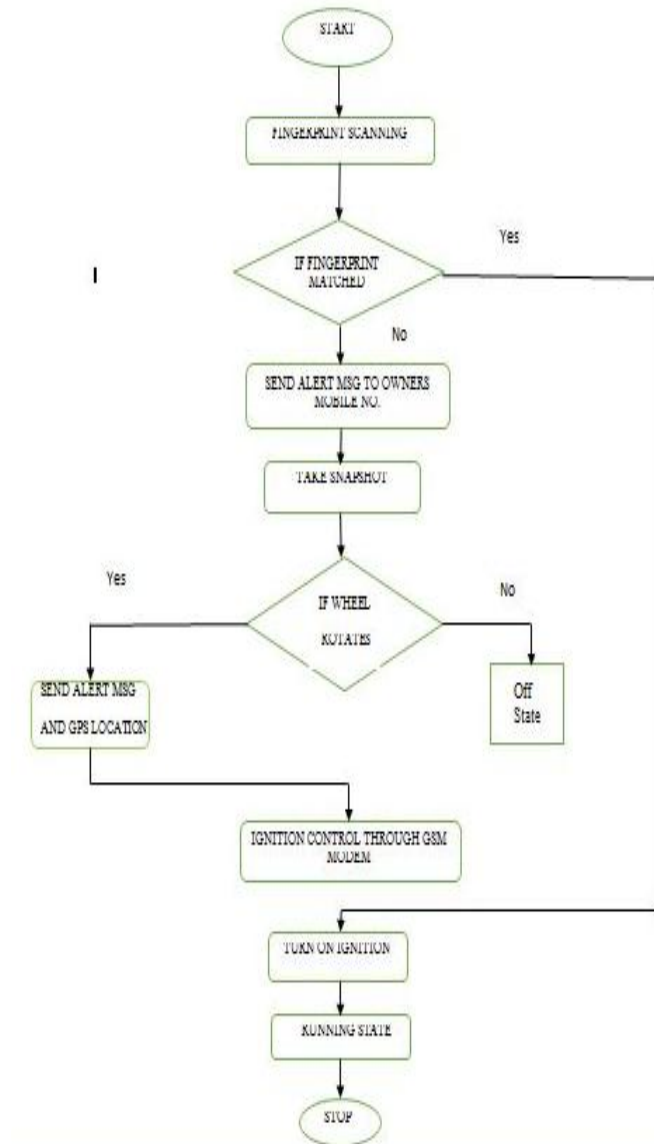 START
FINGERPRINT SCANNING
Yes
IF FINGERPRINT
MATCHED
No
SEND ALERT MSG TO OWNERS
MOBILE NO.
TAKE SNAPSHOT
Yes
No
IF WHEEL
ROTATES
SEND ALERT MSG
AND GPS LOCATION
Off
State
IGNITION CONTROL THROUGH GSM
MODEM
TURN ON IGNITION
RUNNING STATE
STOP